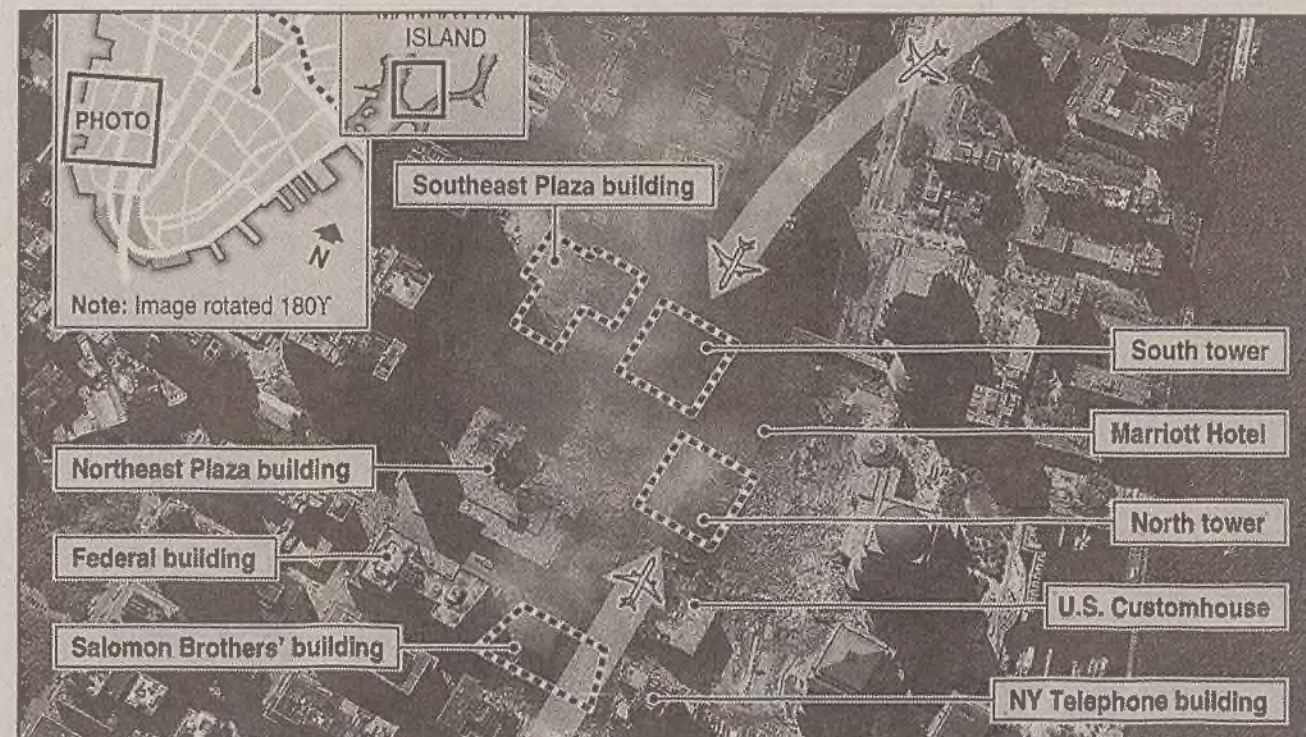 MANHATTAN
ISLAND
PHOTO
N
Note: Image rotated 180Y
Southeast Plaza building
South tower
Marriott Hotel
Northeast Plaza building
North tower
Federal building
U.S. Customhouse
Salomon Brothers' building
NY Telephone building